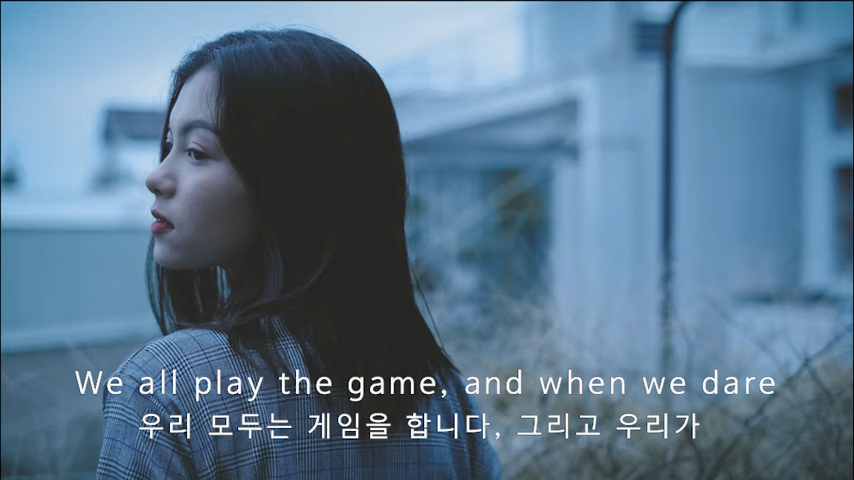 We all play the game, and when we dare
우리 모두는 게임을 합니다, 그리고 우리가